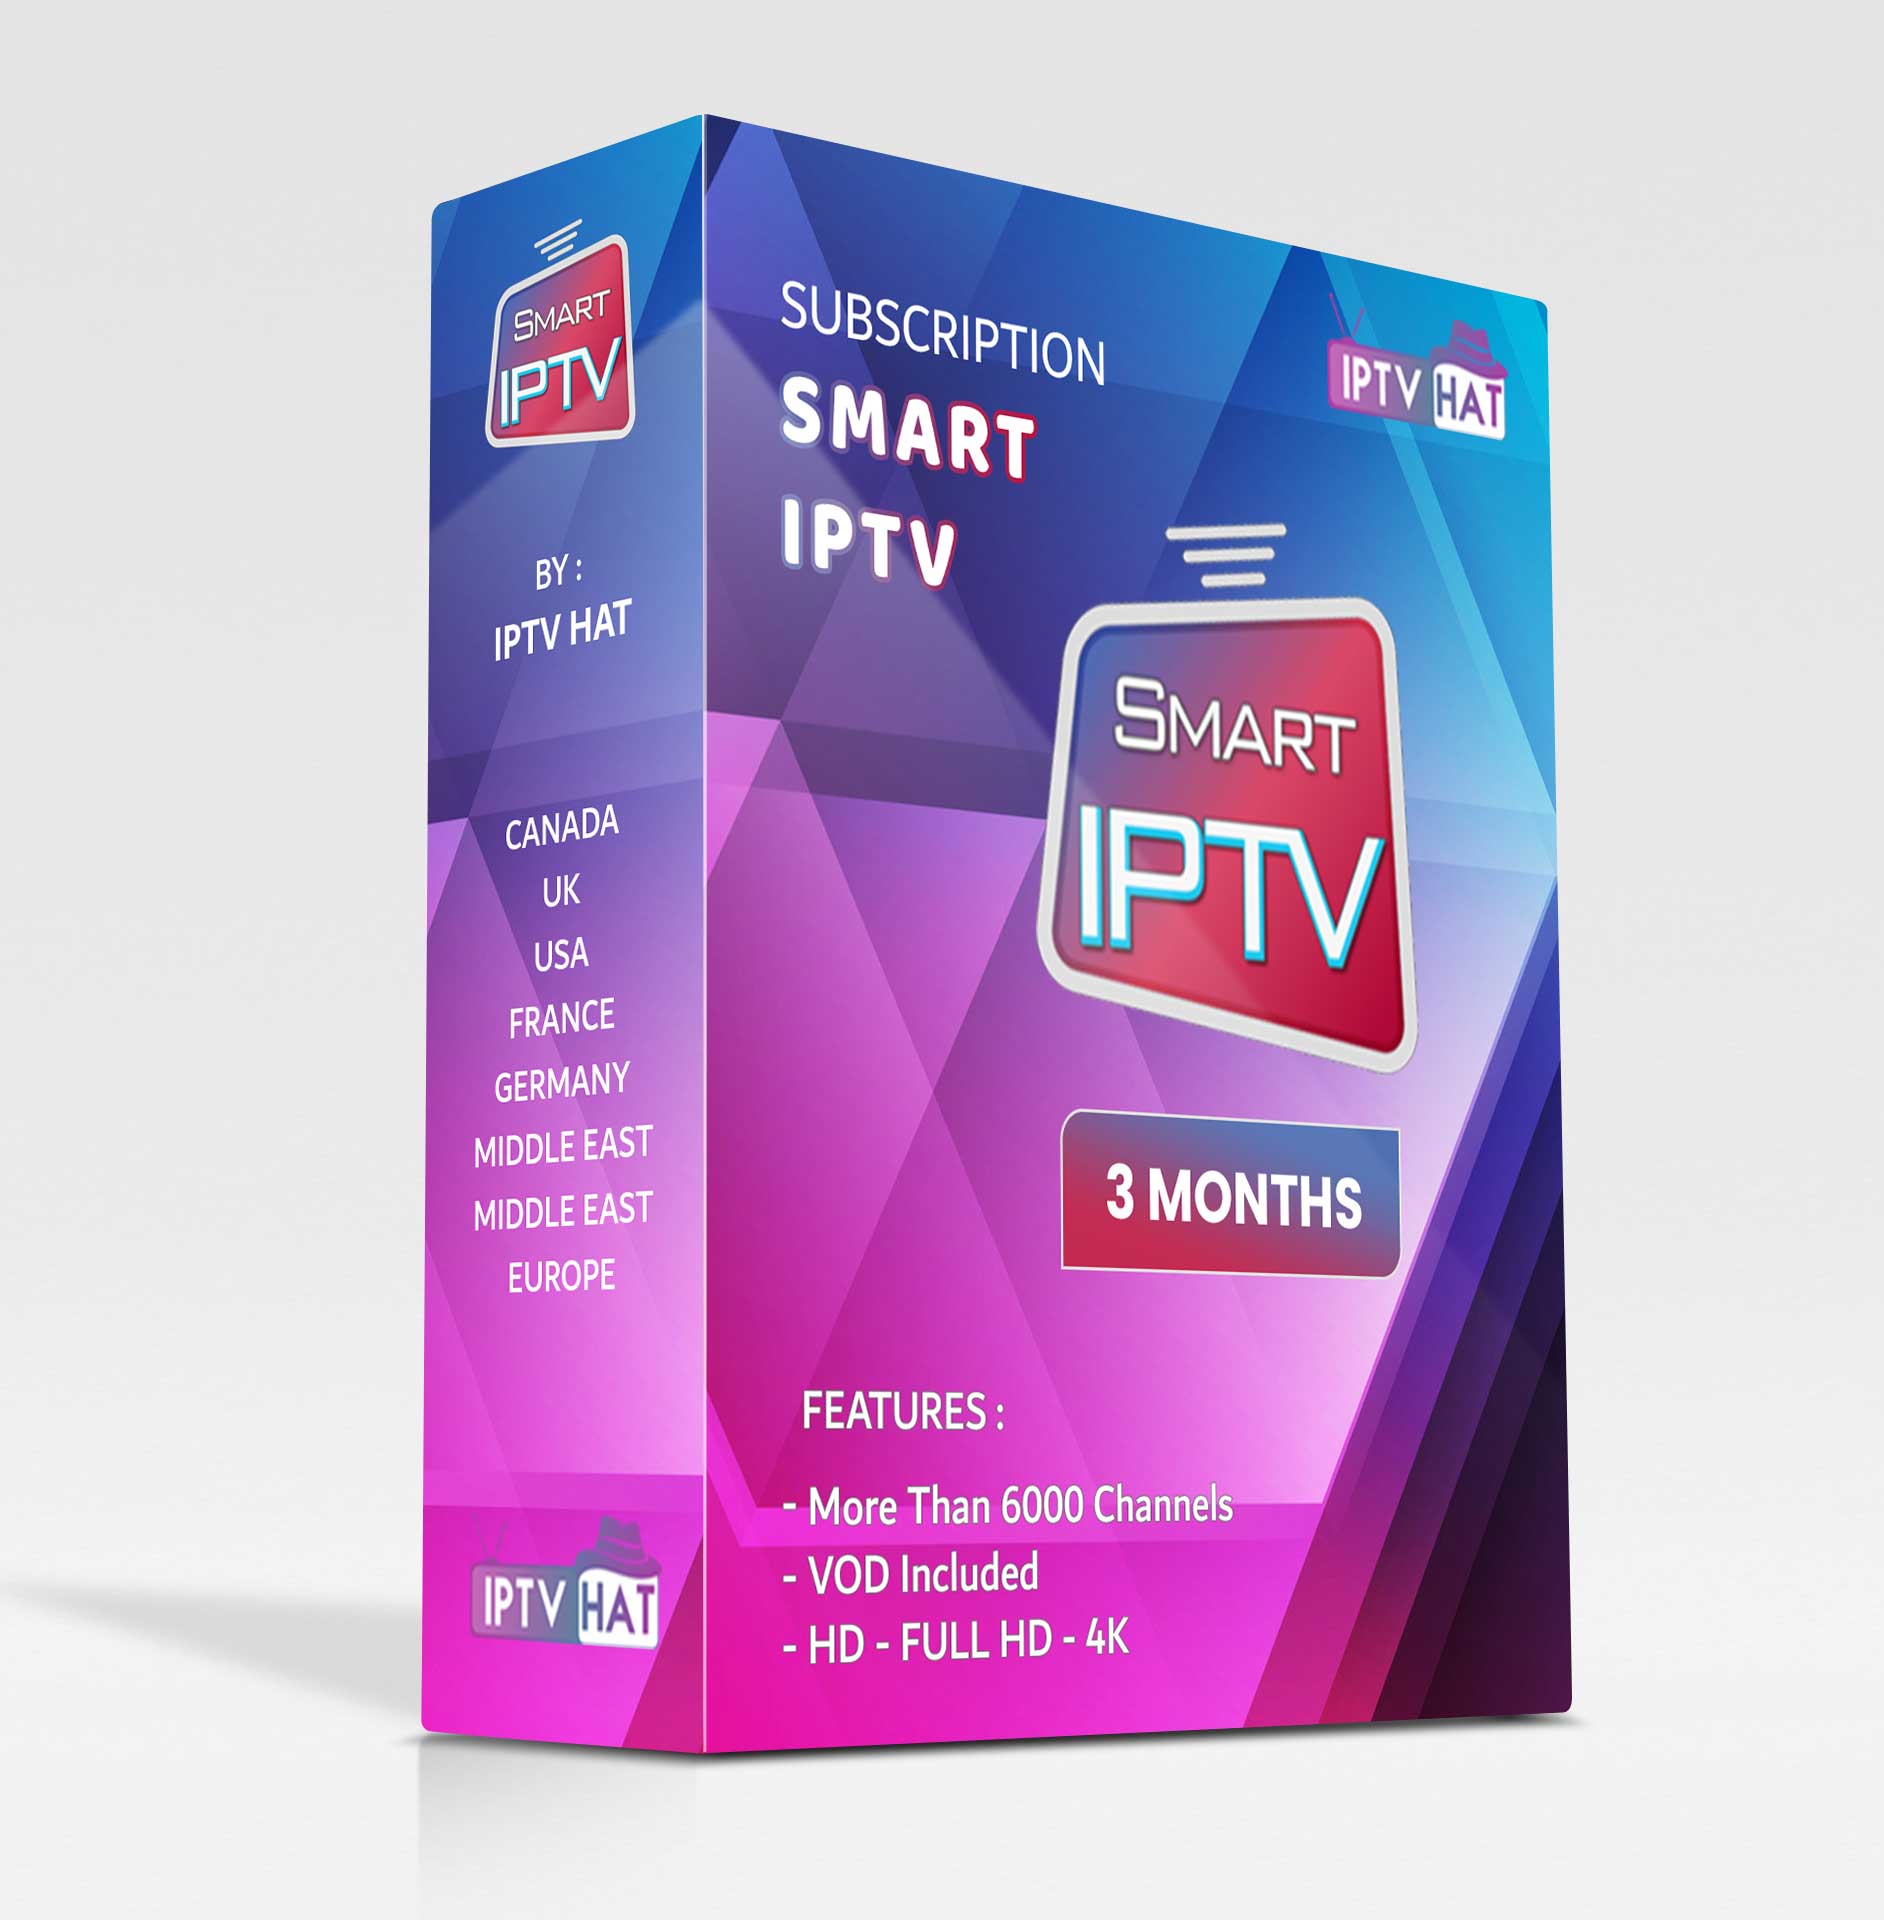 SMART
IPTV
BY :
IPTV HAT
CANADA
UK
USA
FRANCE
GERMANY
MIDDLE EAST
MIDDLE EAST
EUROPE
IPTV HAT
SUBSCRIPTION
SMART
IPTV
IPTV HAT
SMART
IPTV
3 MONTHS
FEATURES :
- More Than 6000 Channels
- VOD Included
- HD - FULL HD - 4K